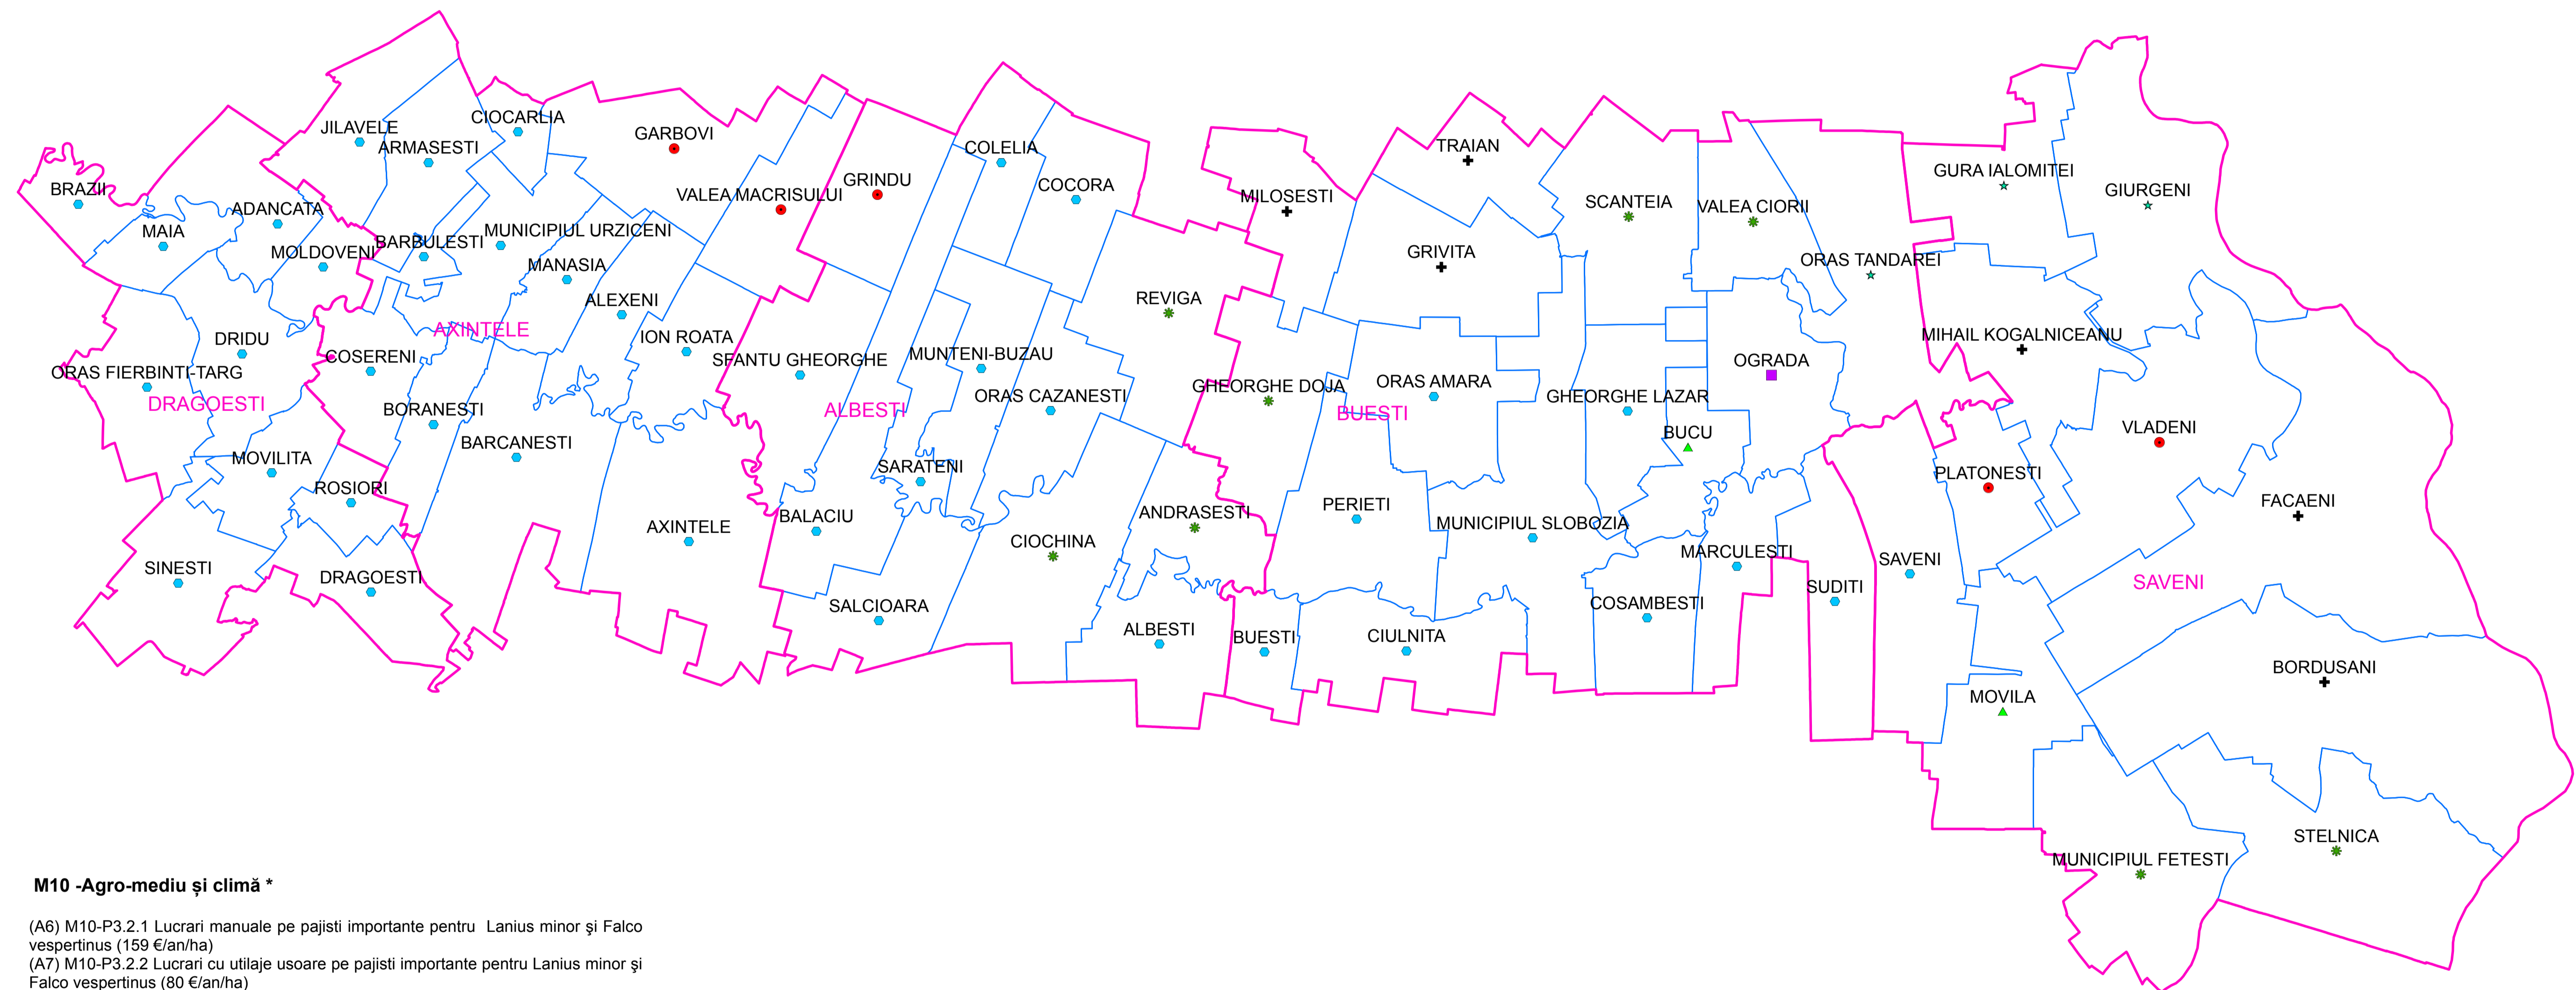 CIOCARLIA
JILAVELE
GARBOVI
ARMASESTI
COLELIA
TRAIAN
GURA IALOMITEI
GRINDU
COCORA
BRAZII
VALEA MACRISULUI
MILOSESTI
SCANTEIA
VALEA CIORII
GIURGENI
ADANCATA
MAIA
MUNICIPIUL URZICENI
BARBULESTI
MOLDOVENI
MANASIA
GRIVITA
ORAS TANDAREI
ALEXENI
REVIGA
AXINTELE
DRIDU
ION ROATA
MIHAIL KOGALNICEANU
COSERENI
SFANTU GHEORGHE
MUNTENI-BUZAU
OGRADA
ORAS FIERBINTI-TARG
GHEORGHE DOJA
ORAS AMARA
DRAGOESTI
BORANESTI
ALBESTI
ORAS CAZANESTI
BUESTI
GHEORGHE LAZAR
BARCANESTI
BUCU
VLADENI
MOVILITA
SARATENI
PLATONESTI
ROSIORI
AXINTELE
BALACIU
ANDRASESTI
PERIETI
FACAENI
CIOCHINA
MUNICIPIUL SLOBOZIA
MARCULESTI
SAVENI
SINESTI
DRAGOESTI
SUDITI
SAVENI
SALCIOARA
COSAMBESTI
ALBESTI
BUESTI
CIULNITA
BORDUSANI
MOVILA
STELNICA
MUNICIPIUL FETESTI
M10 -Agro-mediu și climă *
(A6) M10-P3.2.1 Lucrari manuale pe pajisti importante pentru Lanius minor şi Falco
vespertinus (159 €/an/ha)
(A7) M10-P3.2.2 Lucrari cu utilaje usoare pe pajisti importante pentru Lanius minor şi
Falco vespertinus (80 €/an/ha)